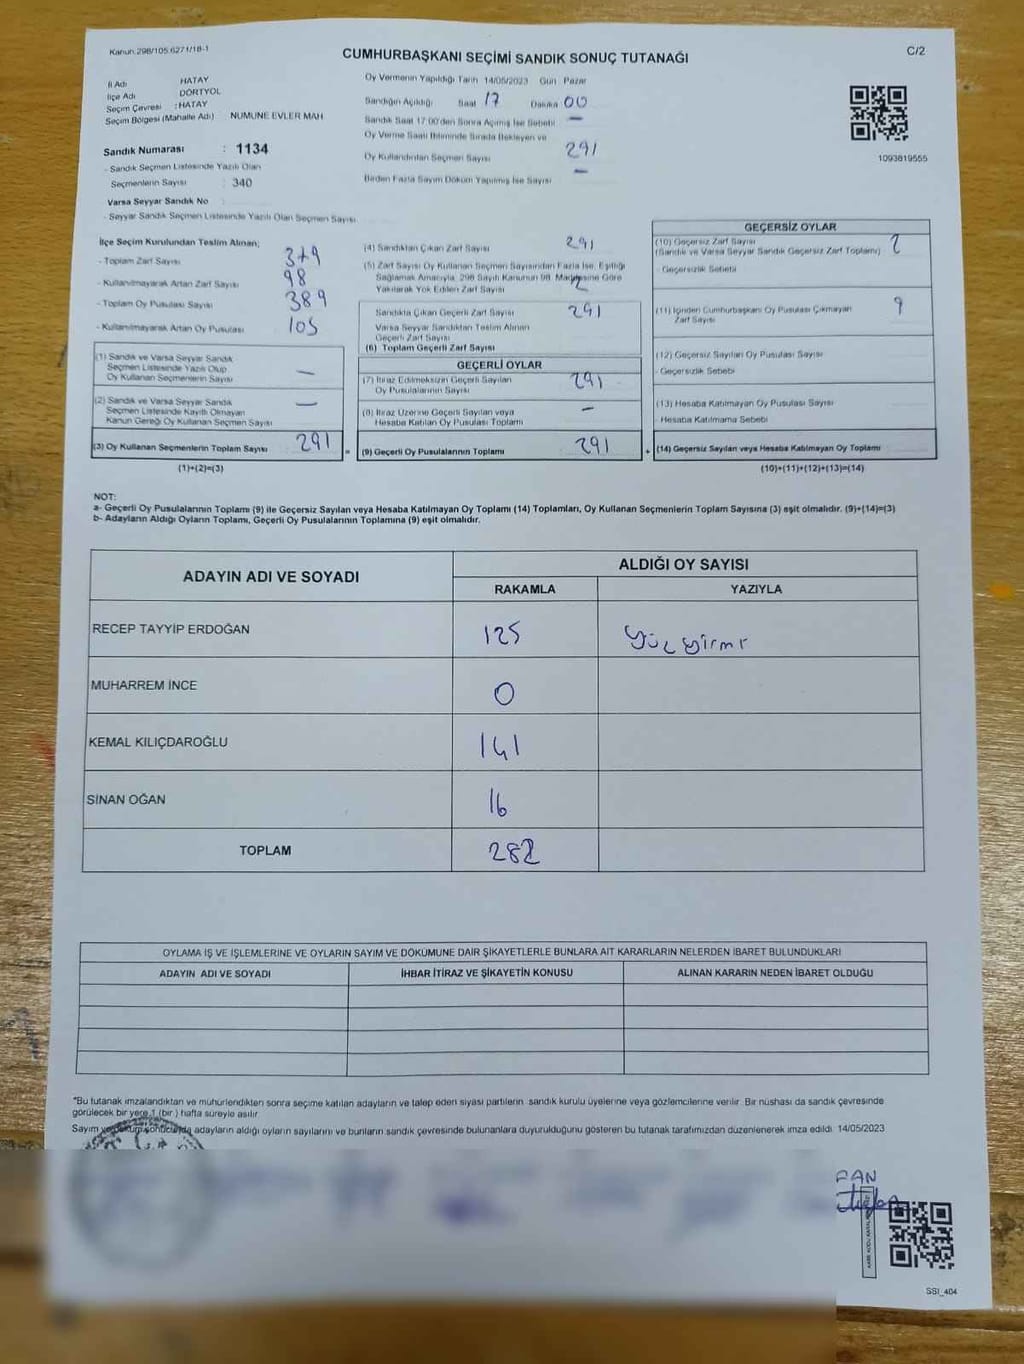 Kanun:298/105.6271/18-1
C/2
CUMHURBAŞKANI SEÇİMİ SANDIK SONUÇ TUTANAĞI
İl Adı HATAY
İlçe Adı DÖRTYOL
Seçim Çevresi :HATAY
Seçim Bölgesi (Mahalle Adı) NUMUNE EVLER MAH
Sandık Numarası : 1134
- Sandık Seçmen Listesinde Yazılı Olan
Seçmenlerin Sayısı : 340
Varsa Seyyar Sandık No
- Seyyar Sandık Seçmen Listesinde Yazılı Olan Seçmen Sayısı
Oy Vermenin Yapıldığı Tarih 14/05/2023 Gün Pazar
Sandığın Açıldığı Saat 17 Dakika 00
Sandık Saat 17:00'den Sonra Açılmış İse Sebebi —
Oy Verme Saati Bitiminde Sırada Bekleyen ve
Oy Kullandırılan Seçmen Sayısı 291
Birden Fazla Sayım Döküm Yapılmış İse Sayısı —
1093819555
İlçe Seçim Kurulundan Teslim Alınan;
- Toplam Zarf Sayısı 379
- Kullanılmayarak Artan Zarf Sayısı 98
- Toplam Oy Pusulası Sayısı 389
- Kullanılmayarak Artan Oy Pusulası 105
(1) Sandık ve Varsa Seyyar Sandık
Seçmen Listesinde Yazılı Olup
Oy Kullanan Seçmenlerin Sayısı —
(2) Sandık ve Varsa Seyyar Sandık
Seçmen Listesinde Kayıtlı Olmayan
Kanun Gereği Oy Kullanan Seçmen Sayısı —
(3) Oy Kullanan Seçmenlerin Toplam Sayısı 291
(1)+(2)=(3)
(4) Sandıktan Çıkan Zarf Sayısı 291
(5) Zarf Sayısı Oy Kullanan Seçmen Sayısından Fazla İse, Eşitliği
Sağlamak Amacıyla, 298 Sayılı Kanunun 98. Maddesine Göre
Yakılarak Yok Edilen Zarf Sayısı 2
Sandıkta Çıkan Geçerli Zarf Sayısı 291
Varsa Seyyar Sandıktan Teslim Alınan
Geçerli Zarf Sayısı
(6) Toplam Geçerli Zarf Sayısı
GEÇERLİ OYLAR
(7) İtiraz Edilmeksizin Geçerli Sayılan
Oy Pusulalarının Sayısı 291
(8) İtiraz Üzerine Geçerli Sayılan veya
Hesaba Katılan Oy Pusulası Toplamı —
= (9) Geçerli Oy Pusulalarının Toplamı 291
GEÇERSİZ OYLAR
(10) Geçersiz Zarf Sayısı
(Sandık ve Varsa Seyyar Sandık Geçersiz Zarf Toplamı) 2
- Geçersizlik Sebebi
(11) İçinden Cumhurbaşkanı Oy Pusulası Çıkmayan
Zarf Sayısı 9
(12) Geçersiz Sayılan Oy Pusulası Sayısı
- Geçersizlik Sebebi
(13) Hesaba Katılmayan Oy Pusulası Sayısı
- Hesaba Katılmama Sebebi
+ (14) Geçersiz Sayılan veya Hesaba Katılmayan Oy Toplamı
(10)+(11)+(12)+(13)=(14)
NOT:
a- Geçerli Oy Pusulalarının Toplamı (9) ile Geçersiz Sayılan veya Hesaba Katılmayan Oy Toplamı (14) Toplamları, Oy Kullanan Seçmenlerin Toplam Sayısına (3) eşit olmalıdır. (9)+(14)=(3)
b- Adayların Aldığı Oyların Toplamı, Geçerli Oy Pusulalarının Toplamına (9) eşit olmalıdır.
ADAYIN ADI VE SOYADI
ALDIĞI OY SAYISI
RAKAMLA YAZIYLA
RECEP TAYYİP ERDOĞAN 125 Yüz yirmi
MUHARREM İNCE 0
KEMAL KILIÇDAROĞLU 141
SİNAN OĞAN 16
TOPLAM 282
OYLAMA İŞ VE İŞLEMLERİNE VE OYLARIN SAYIM VE DÖKÜMÜNE DAİR ŞİKAYETLERLE BUNLARA AİT KARARLARIN NELERDEN İBARET BULUNDUKLARI
ADAYIN ADI VE SOYADI İHBAR İTİRAZ VE ŞİKAYETİN KONUSU ALINAN KARARIN NEDEN İBARET OLDUĞU
"Bu tutanak imzalandıktan ve mühürlendikten sonra seçime katılan adayların ve talep eden siyasi partilerin sandık kurulu üyelerine veya gözlemcilerine verilir. Bir nüshası da sandık çevresinde
görülecek bir yere 1 (bir ) hafta süreyle asılır.
Sayım ve döküm sonucunda adayların aldığı oyların sayılarını ve bunların sandık çevresinde bulunanlara duyurulduğunu gösteren bu tutanak tarafımızdan düzenlenerek imza edildi. 14/05/2023
SSI_404